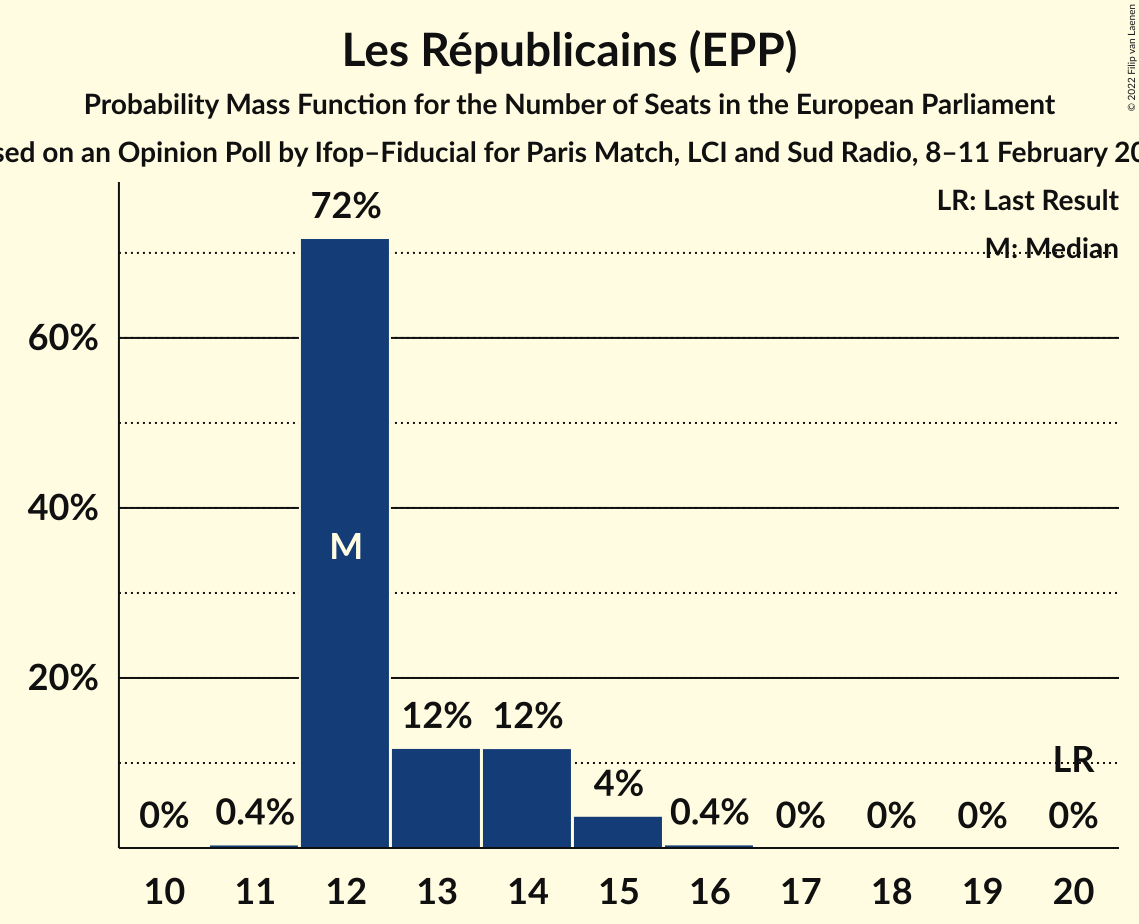 © 2022 Filip van Laenen
Les Républicains (EPP)
Probability Mass Function for the Number of Seats in the European Parliament
on an Opinion Poll by Ifop–Fiducial for Paris Match, LCI and Sud Radio, 8–11 February
LR: Last Result
M: Median
72%
60%
40%
M
20%
12% 12%
LR
4%
0% 0.4% 0.4% 0% 0% 0% 0%
10 11 12 13 14 15 16 17 18 19 20